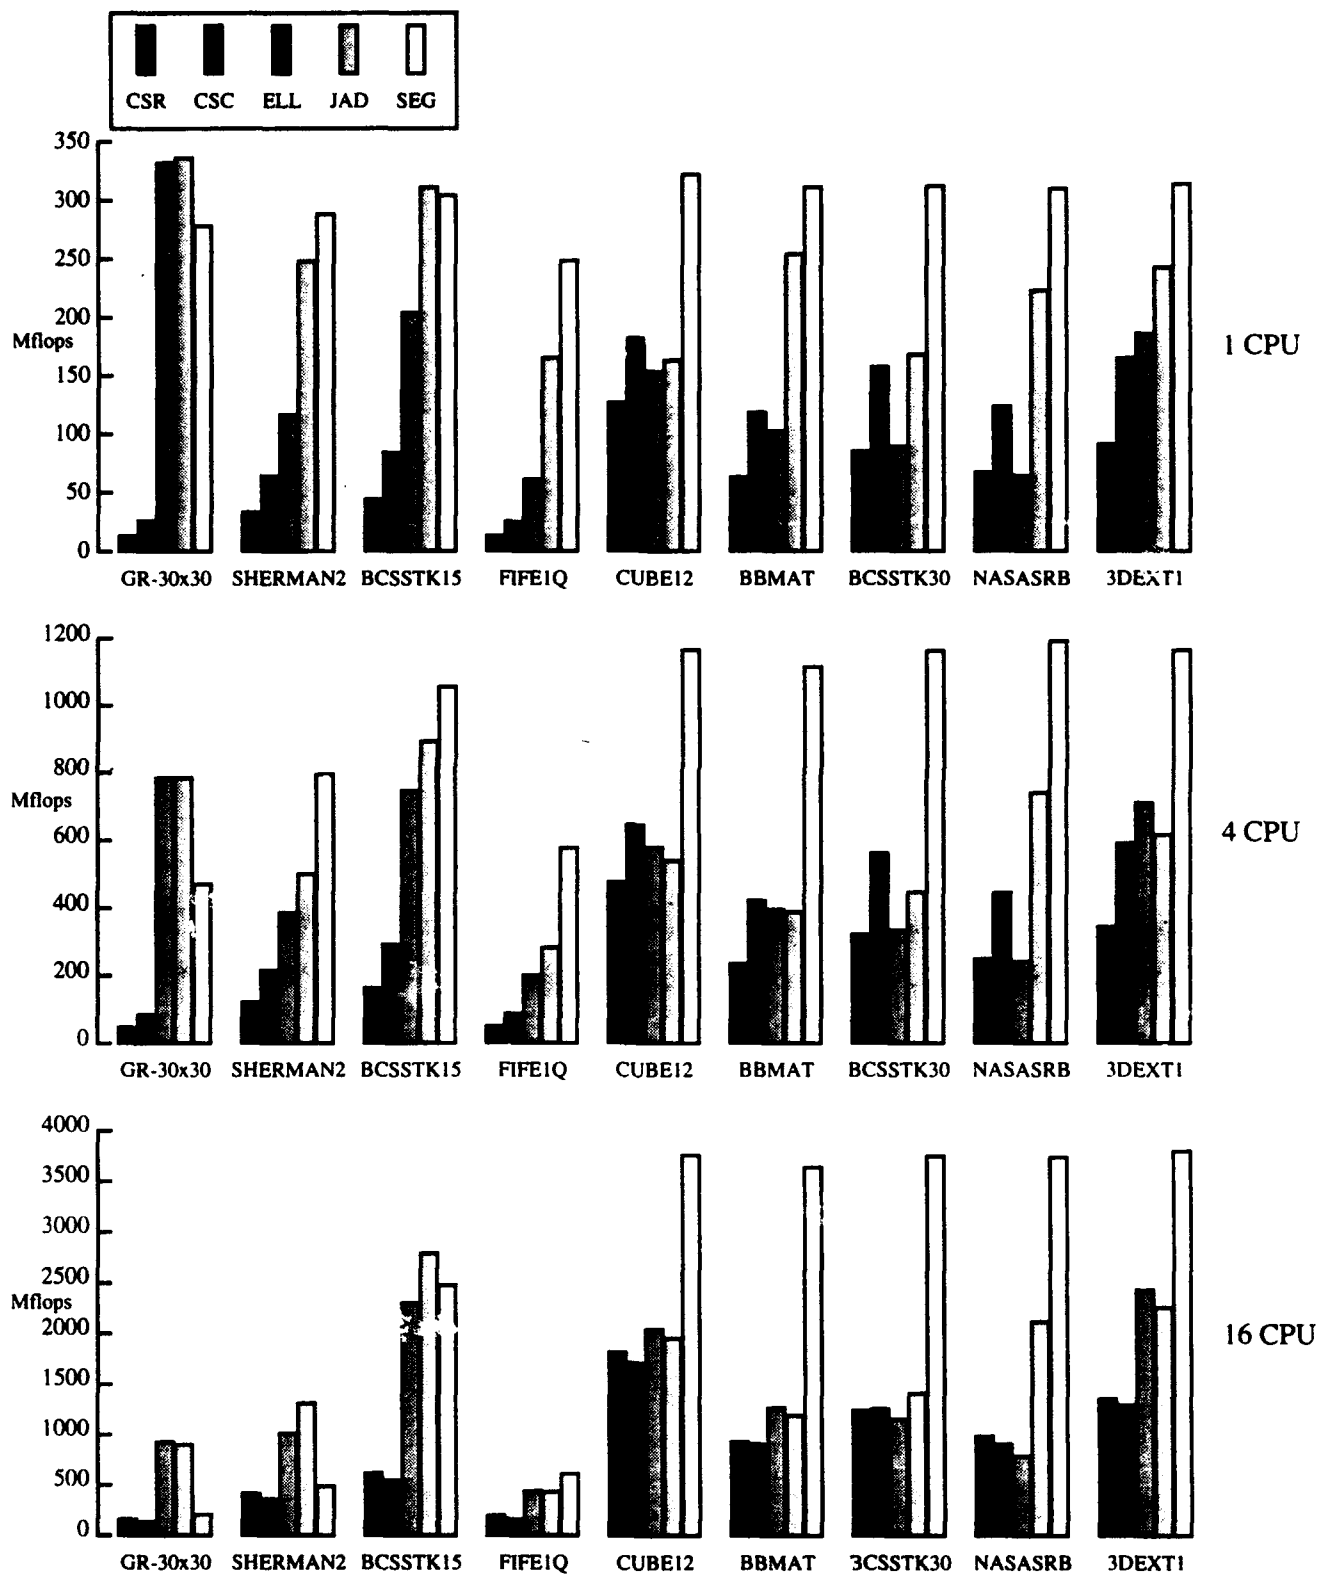 CSR CSC ELL JAD SEG
350
300
250
200
Mflops
150
100
50
0
1 CPU
GR-30x30 SHERMAN2 BCSSTK15 FIFE1Q CUBE12 BBMAT BCSSTK30 NASASRB 3DEXT1
1200
1000
800
Mflops
600
400
200
0
4 CPU
GR-30x30 SHERMAN2 BCSSTK15 FIFE1Q CUBE12 BBMAT BCSSTK30 NASASRB 3DEXT1
4000
3500
3000
2500
Mflops
2000
1500
1000
500
0
16 CPU
GR-30x30 SHERMAN2 BCSSTK15 FIFE1Q CUBE12 BBMAT 3CSSTK30 NASASRB 3DEXT1